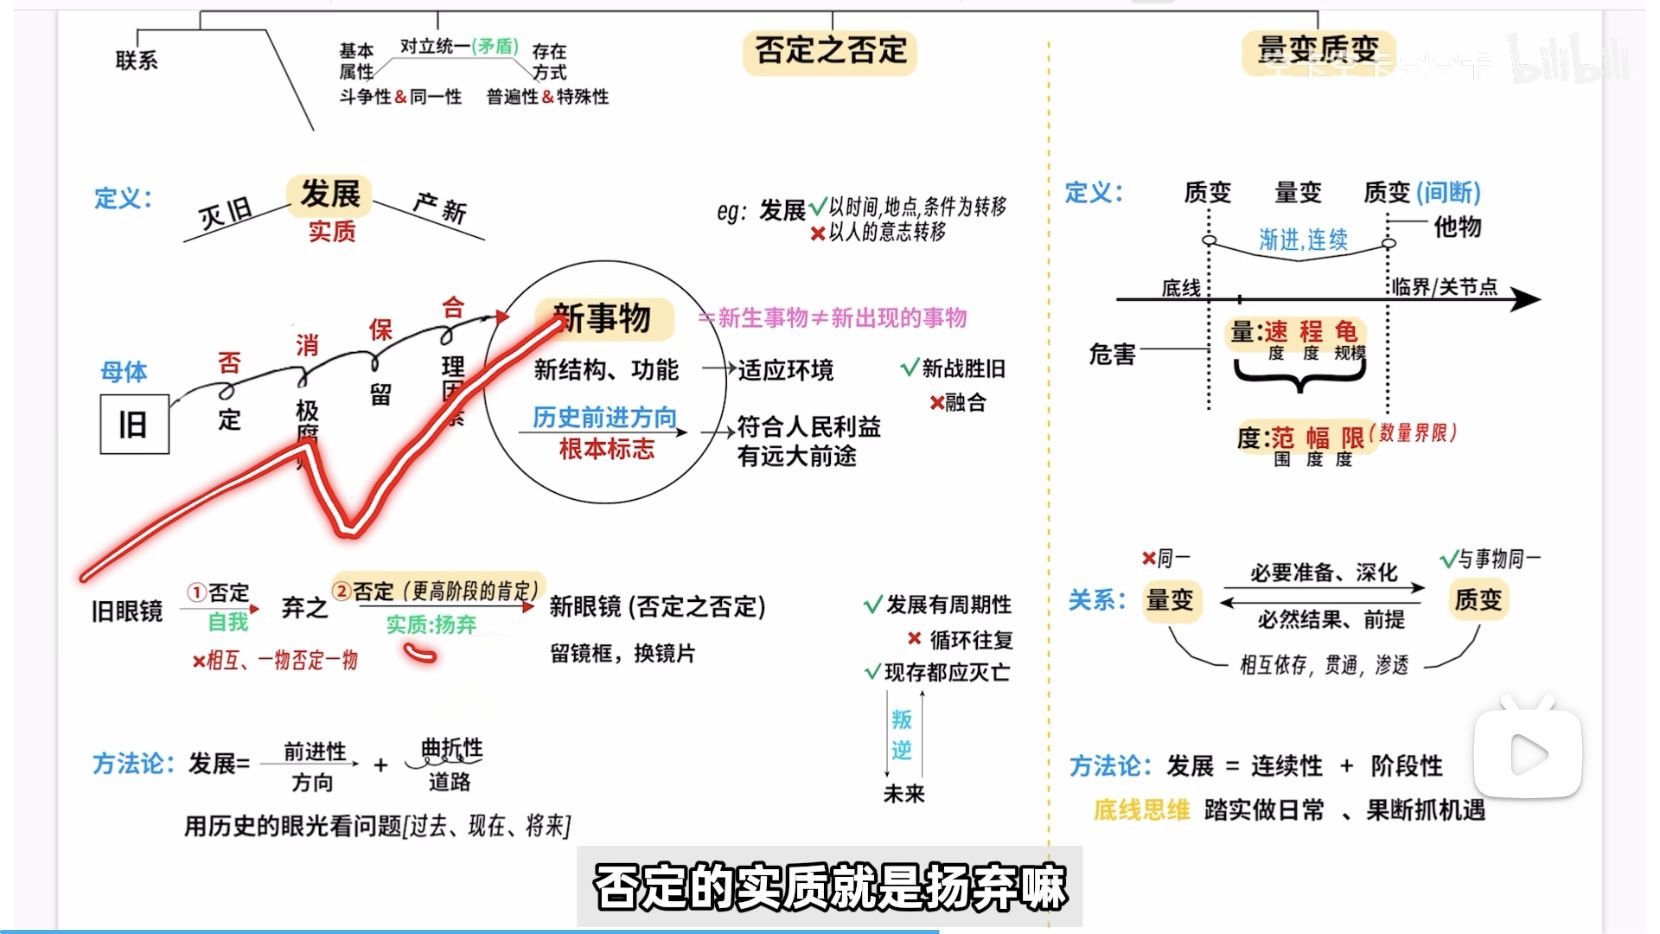 联系
基本属性
对立统一(矛盾)
存在方式
斗争性&同一性 普遍性&特殊性
否定之否定
定义：
灭旧
发展
产新
实质
eg：发展√以时间,地点,条件为转移
×以人的意志转移
母体
旧
否定
消极腐
保留
合理因素
新事物
=新生事物≠新出现的事物
新结构、功能
适应环境
√新战胜旧
×融合
历史前进方向
根本标志
符合人民利益
有远大前途
旧眼镜
①否定
自我
弃之
②否定（更高阶段的肯定）
实质:扬弃
新眼镜(否定之否定)
×相互、一物否定一物
留镜框，换镜片
√发展有周期性
×循环往复
√现存都应灭亡
叛逆
未来
方法论：发展=
前进性
方向
+
曲折性
道路
用历史的眼光看问题[过去、现在、将来]
量变质变
bilibili
定义：
质变 量变 质变(间断)
他物
渐进,连续
底线
临界/关节点
危害
量:速 程 龟
度 度 规模
度:范 幅 限(数量界限)
围 度 度
×同一
√与事物同一
关系：
量变
必要准备、深化
质变
必然结果、前提
相互依存，贯通，渗透
方法论：发展 = 连续性 + 阶段性
底线思维 踏实做日常 、果断抓机遇
否定的实质就是扬弃嘛